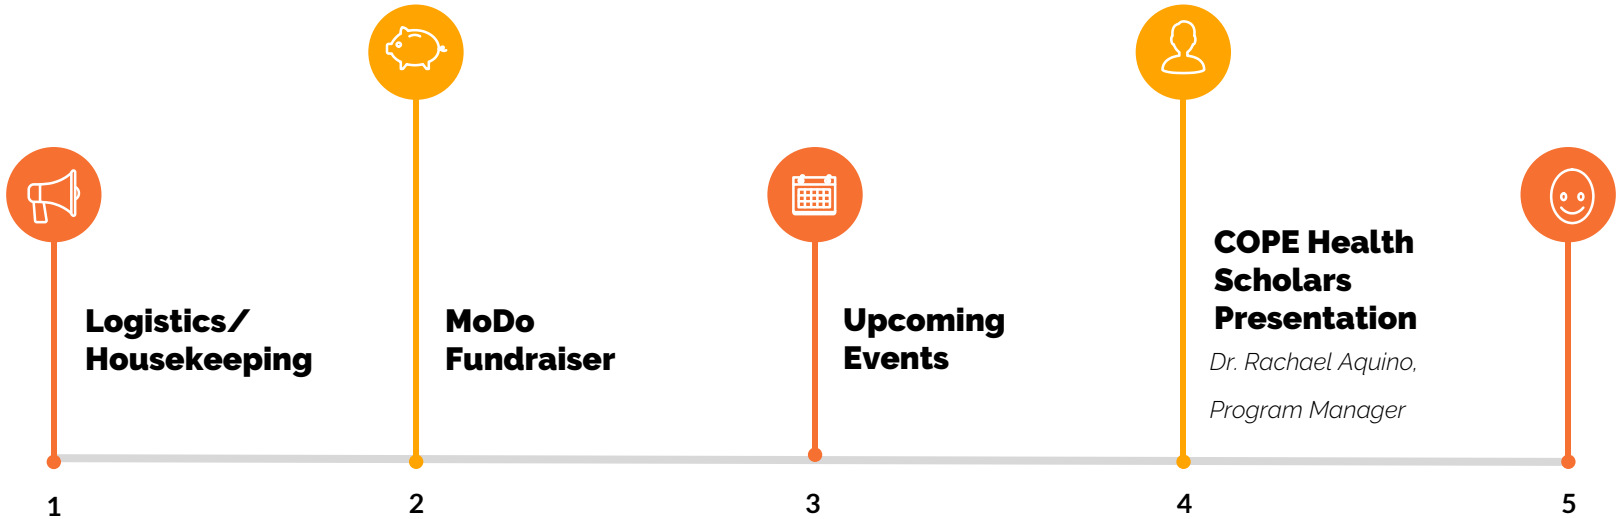 Logistics/
Housekeeping
MoDo
Fundraiser
Upcoming
Events
COPE Health
Scholars
Presentation
Dr. Rachael Aquino,
Program Manager
1
2
3
4
5